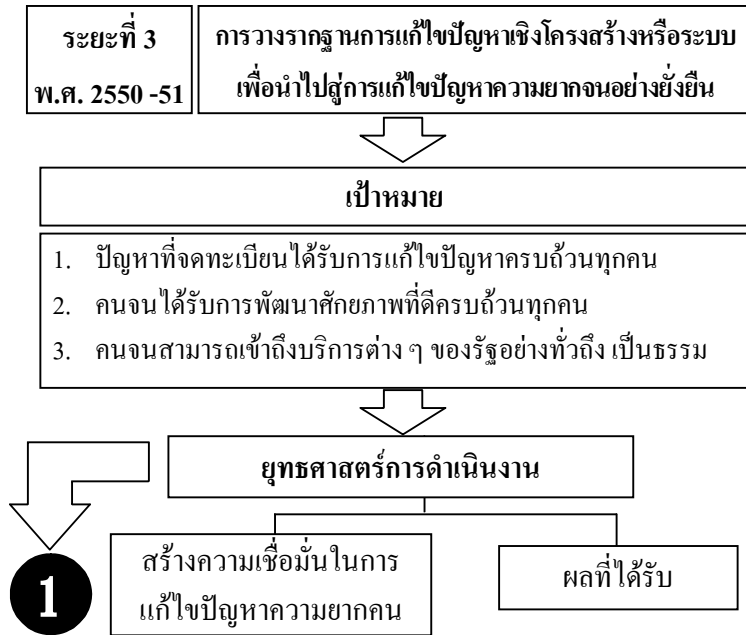 ระยะที่ 3
พ.ศ. 2550 -51
การวางรากฐานการแก้ไขปัญหาเชิงโครงสร้างหรือระบบ
เพื่อนำไปสู่การแก้ไขปัญหาความยากจนอย่างยั่งยืน
เป้าหมาย
1. ปัญหาที่จดทะเบียนได้รับการแก้ไขปัญหาครบถ้วนทุกคน
2. คนจนได้รับการพัฒนาศักยภาพที่ดีครบถ้วนทุกคน
3. คนจนสามารถเข้าถึงบริการต่าง ๆ ของรัฐอย่างทั่วถึง เป็นธรรม
ยุทธศาสตร์การดำเนินงาน
1
สร้างความเชื่อมั่นในการ
แก้ไขปัญหาความยากคน
ผลที่ได้รับ